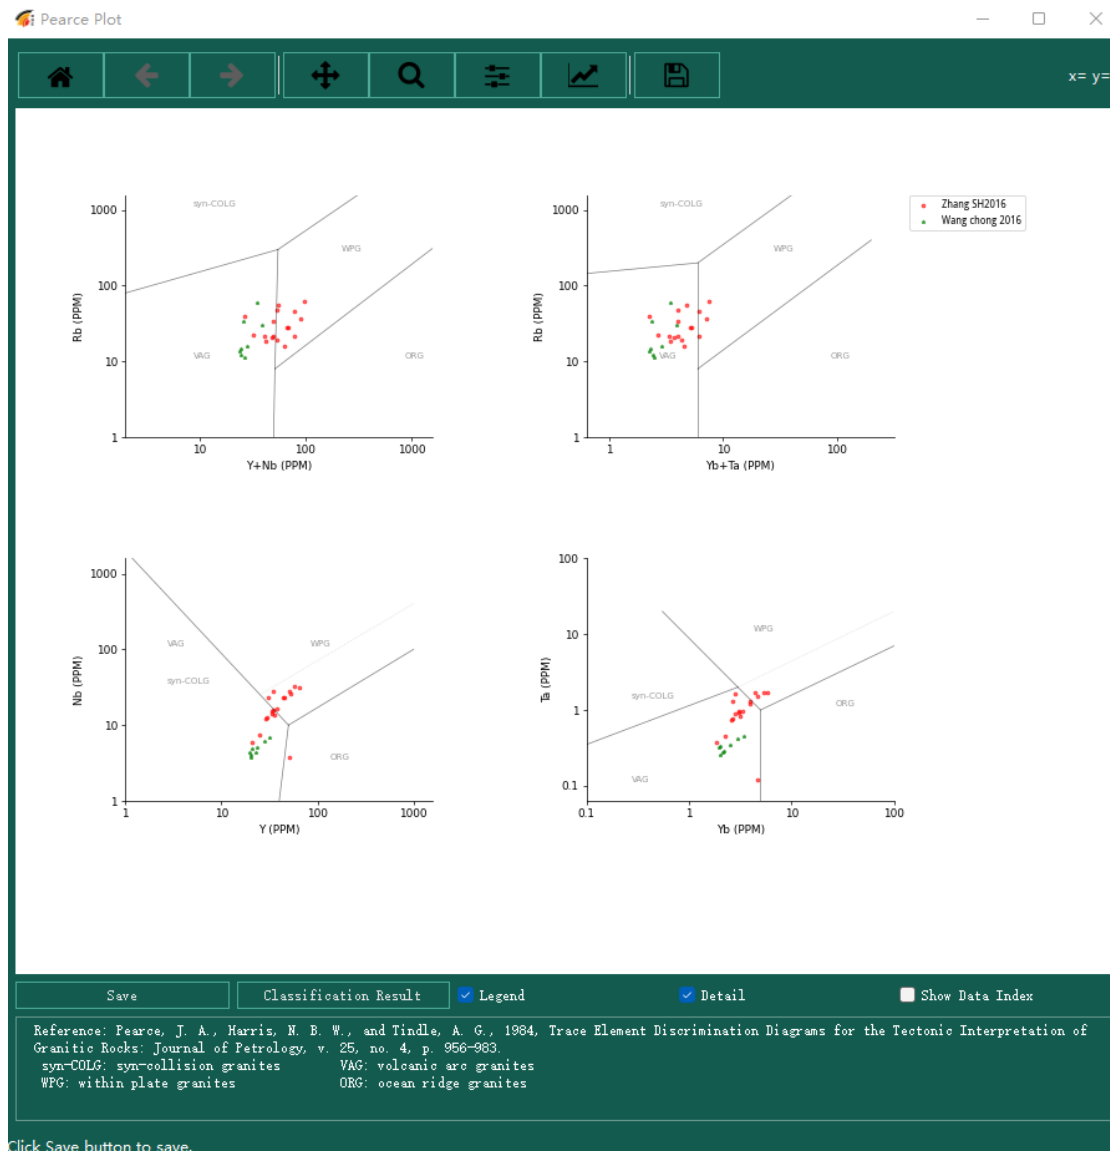 Pearce Plot
x= y=
1000
100
10
1
Rb (PPM)
syn-COLG
WPG
VAG
ORG
10
100
1000
Y+Nb (PPM)
1000
100
10
1
Rb (PPM)
syn-COLG
WPG
VAG
ORG
1
10
100
Yb+Ta (PPM)
Zhang SH2016
Wang chong 2016
1000
100
10
1
Nb (PPM)
VAG
WPG
syn-COLG
ORG
1
10
100
1000
Y (PPM)
100
10
1
0.1
Ta (PPM)
WPG
syn-COLG
ORG
VAG
0.1
1
10
100
Yb (PPM)
Save
Classification Result
Legend
Detail
Show Data Index
Reference: Pearce, J. A., Harris, N. B. W., and Tindle, A. G., 1984, Trace Element Discrimination Diagrams for the Tectonic Interpretation of
Granitic Rocks: Journal of Petrology, v. 25, no. 4, p. 956-983.
syn-COLG: syn-collision granites VAG: volcanic arc granites
WPG: within plate granites ORG: ocean ridge granites
Click Save button to save.